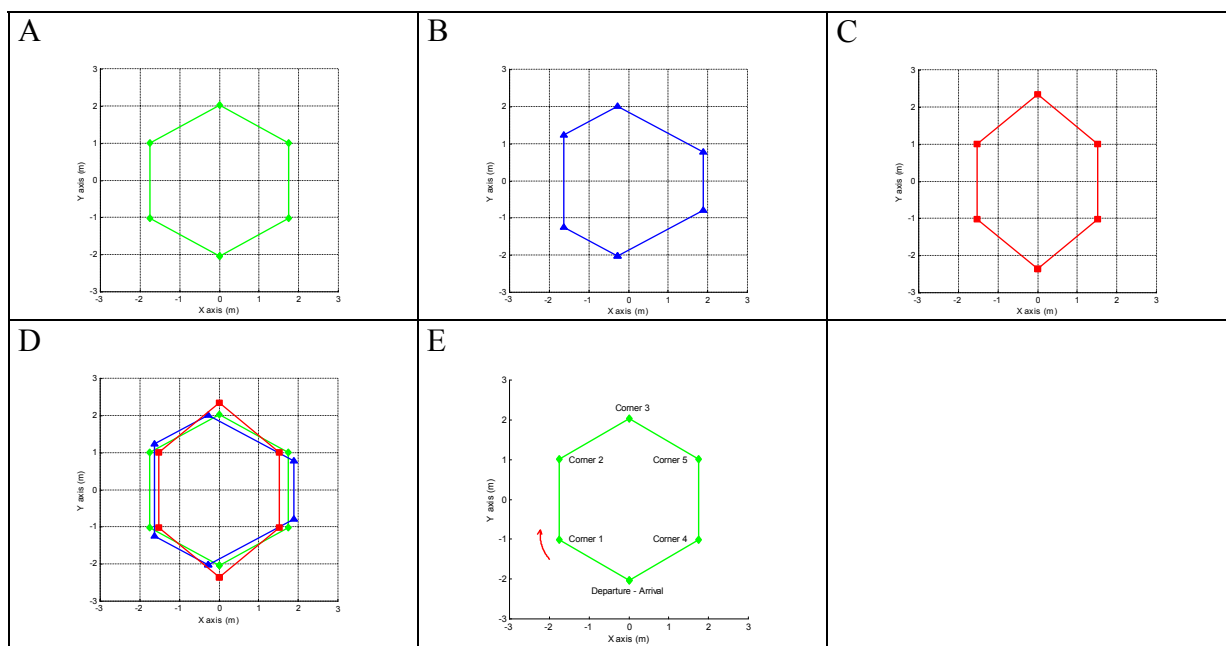 A
3
2
1
0
-1
-2
-3
-3 -2 -1 0 1 2 3
Y axis (m)
X axis (m)
B
3
2
1
0
-1
-2
-3
-3 -2 -1 0 1 2 3
Y axis (m)
X axis (m)
C
3
2
1
0
-1
-2
-3
-3 -2 -1 0 1 2 3
Y axis (m)
X axis (m)
D
3
2
1
0
-1
-2
-3
-3 -2 -1 0 1 2 3
Y axis (m)
X axis (m)
E
3
2
1
0
-1
-2
-3
-3 -2 -1 0 1 2 3
Y axis (m)
X axis (m)
Corner 3
Corner 2 Corner 5
Corner 1 Corner 4
Departure - Arrival